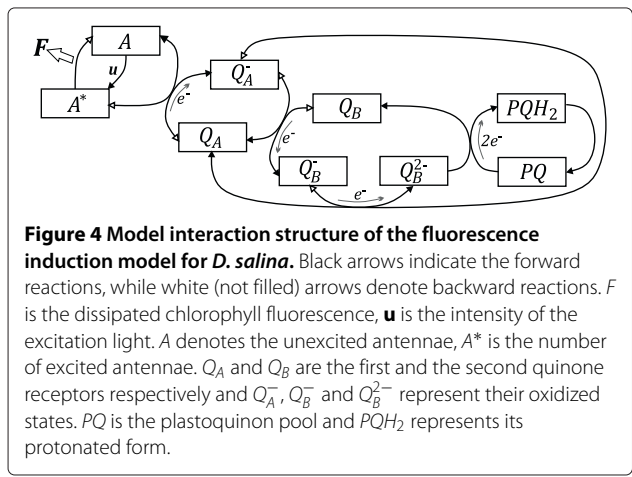 F
A
u
A*
e-
Q_A^-
Q_A
e-
Q_B
Q_B^-
e-
Q_B^{2-}
PQH_2
2e-
PQ
Figure 4 Model interaction structure of the fluorescence
induction model for D. salina. Black arrows indicate the forward
reactions, while white (not filled) arrows denote backward reactions. F
is the dissipated chlorophyll fluorescence, u is the intensity of the
excitation light. A denotes the unexcited antennae, A* is the number
of excited antennae. Q_A and Q_B are the first and the second quinone
receptors respectively and Q_A^-, Q_B^- and Q_B^{2-} represent their oxidized
states. PQ is the plastoquinon pool and PQH_2 represents its
protonated form.